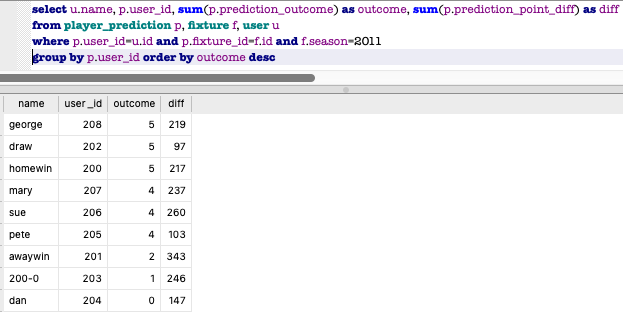 select u.name, p.user_id, sum(p.prediction_outcome) as outcome, sum(p.prediction_point_diff) as diff
from player_prediction p, fixture f, user u
where p.user_id=u.id and p.fixture_id=f.id and f.season=2011
group by p.user_id order by outcome desc
name user_id outcome diff
george 208 5 219
draw 202 5 97
homewin 200 5 217
mary 207 4 237
sue 206 4 260
pete 205 4 103
awaywin 201 2 343
200-0 203 1 246
dan 204 0 147